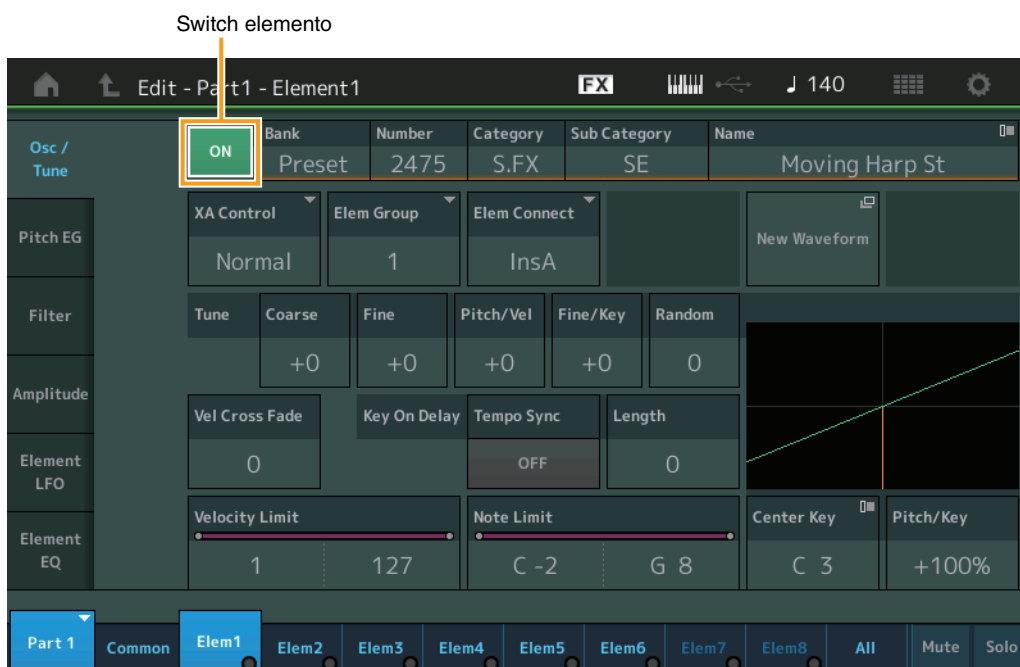 Switch elemento
Edit - Part1 - Element1 FX 140
Osc / Tune
ON
Bank Number Category Sub Category Name
Preset 2475 S.FX SE Moving Harp St
Pitch EG
XA Control Elem Group Elem Connect New Waveform
Normal 1 InsA
Filter
Tune Coarse Fine Pitch/Vel Fine/Key Random
+0 +0 +0 +0 0
Amplitude
Vel Cross Fade Key On Delay Tempo Sync Length
0 OFF 0
Element LFO
Velocity Limit Note Limit Center Key Pitch/Key
1 127 C -2 G 8 C 3 +100%
Element EQ
Part 1 Common Elem1 Elem2 Elem3 Elem4 Elem5 Elem6 Elem7 Elem8 All Mute Solo